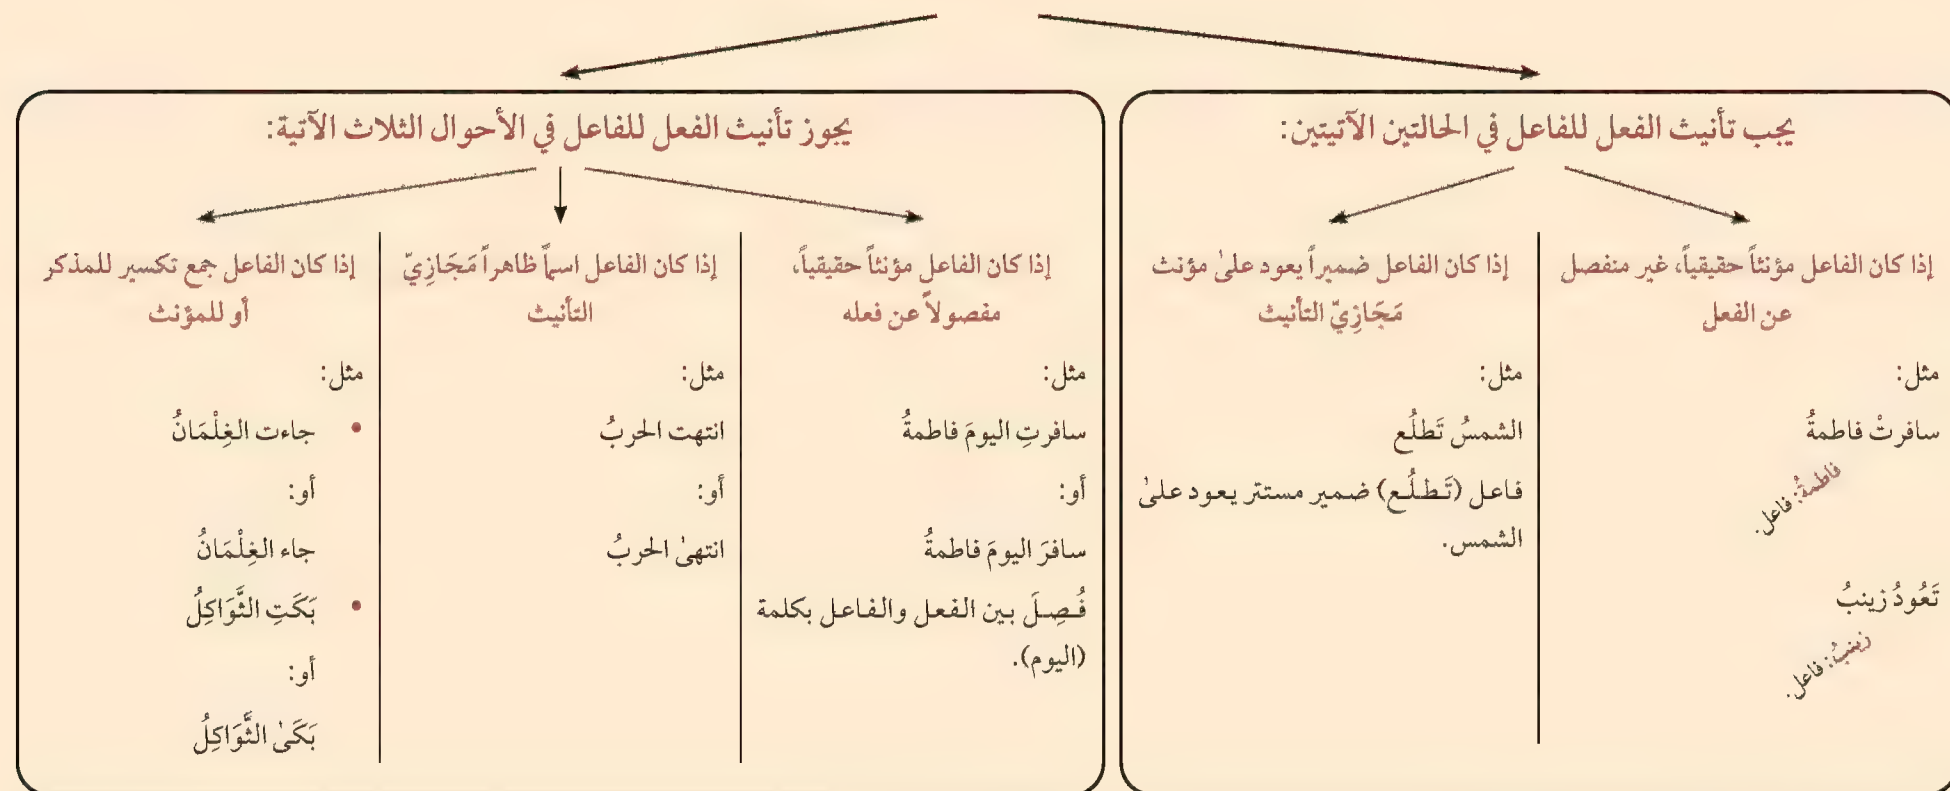 يجب تأنيث الفعل للفاعل في الحالتين الآتيتين:
إذا كان الفاعل مؤنثاً حقيقياً، غير منفصل
عن الفعل
مثل:
سافرتْ فاطمةُ
فاطمةُ: فاعل.
تَعُودُ زينبُ
زينبُ: فاعل.
إذا كان الفاعل ضميراً يعود علىٰ مؤنث
مَجَازِيّ التأنيث
مثل:
الشمسُ تَطلُع
فاعل (تَطلُع) ضمير مستتر يعود علىٰ
الشمس.
يجوز تأنيث الفعل للفاعل في الأحوال الثلاث الآتية:
إذا كان الفاعل مؤنثاً حقيقياً،
مفصولاً عن فعله
مثل:
سافرتِ اليومَ فاطمةُ
أو:
سافرَ اليومَ فاطمةُ
فُصِلَ بين الفعل والفاعل بكلمة
(اليوم).
إذا كان الفاعل اسماً ظاهراً مَجَازِيّ
التأنيث
مثل:
انتهت الحربُ
أو:
انتهىٰ الحربُ
إذا كان الفاعل جمع تكسير للمذكر
أو للمؤنث
مثل:
• جاءت الغِلْمَانُ
أو:
جاء الغِلْمَانُ
• بَكَتِ الثَّوَاكِلُ
أو:
بَكَىٰ الثَّوَاكِلُ